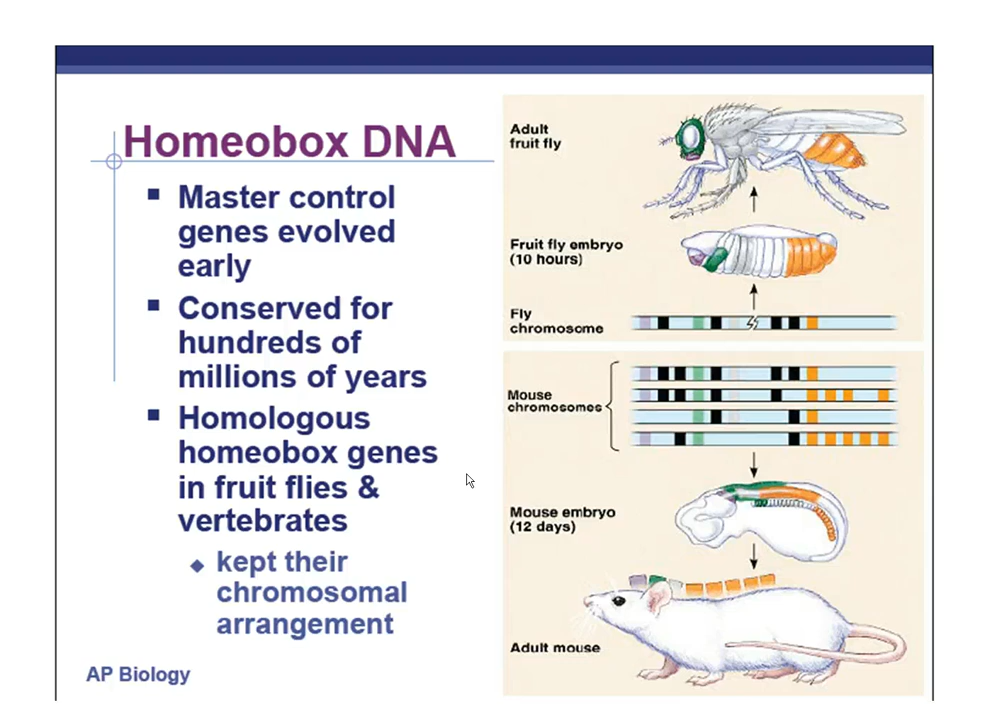 Homeobox DNA
Master control
genes evolved
early
Conserved for
hundreds of
millions of years
Homologous
homeobox genes
in fruit flies &
vertebrates
kept their
chromosomal
arrangement
AP Biology
Adult
fruit fly
Fruit fly embryo
(10 hours)
Fly
chromosome
Mouse
chromosomes
Mouse embryo
(12 days)
Adult mouse